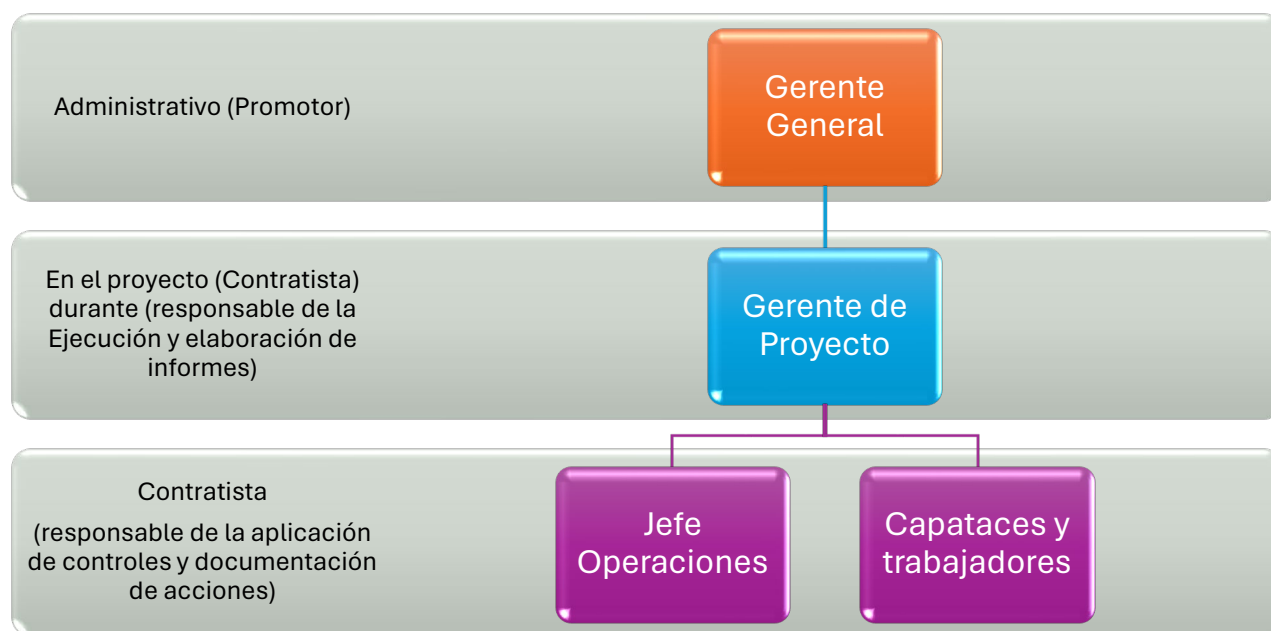 Administrativo (Promotor)
Gerente
General
En el proyecto (Contratista)
durante (responsable de la
Ejecución y elaboración de
informes)
Gerente de
Proyecto
Contratista
(responsable de la aplicación
de controles y documentación
de acciones)
Jefe
Operaciones
Capataces y
trabajadores